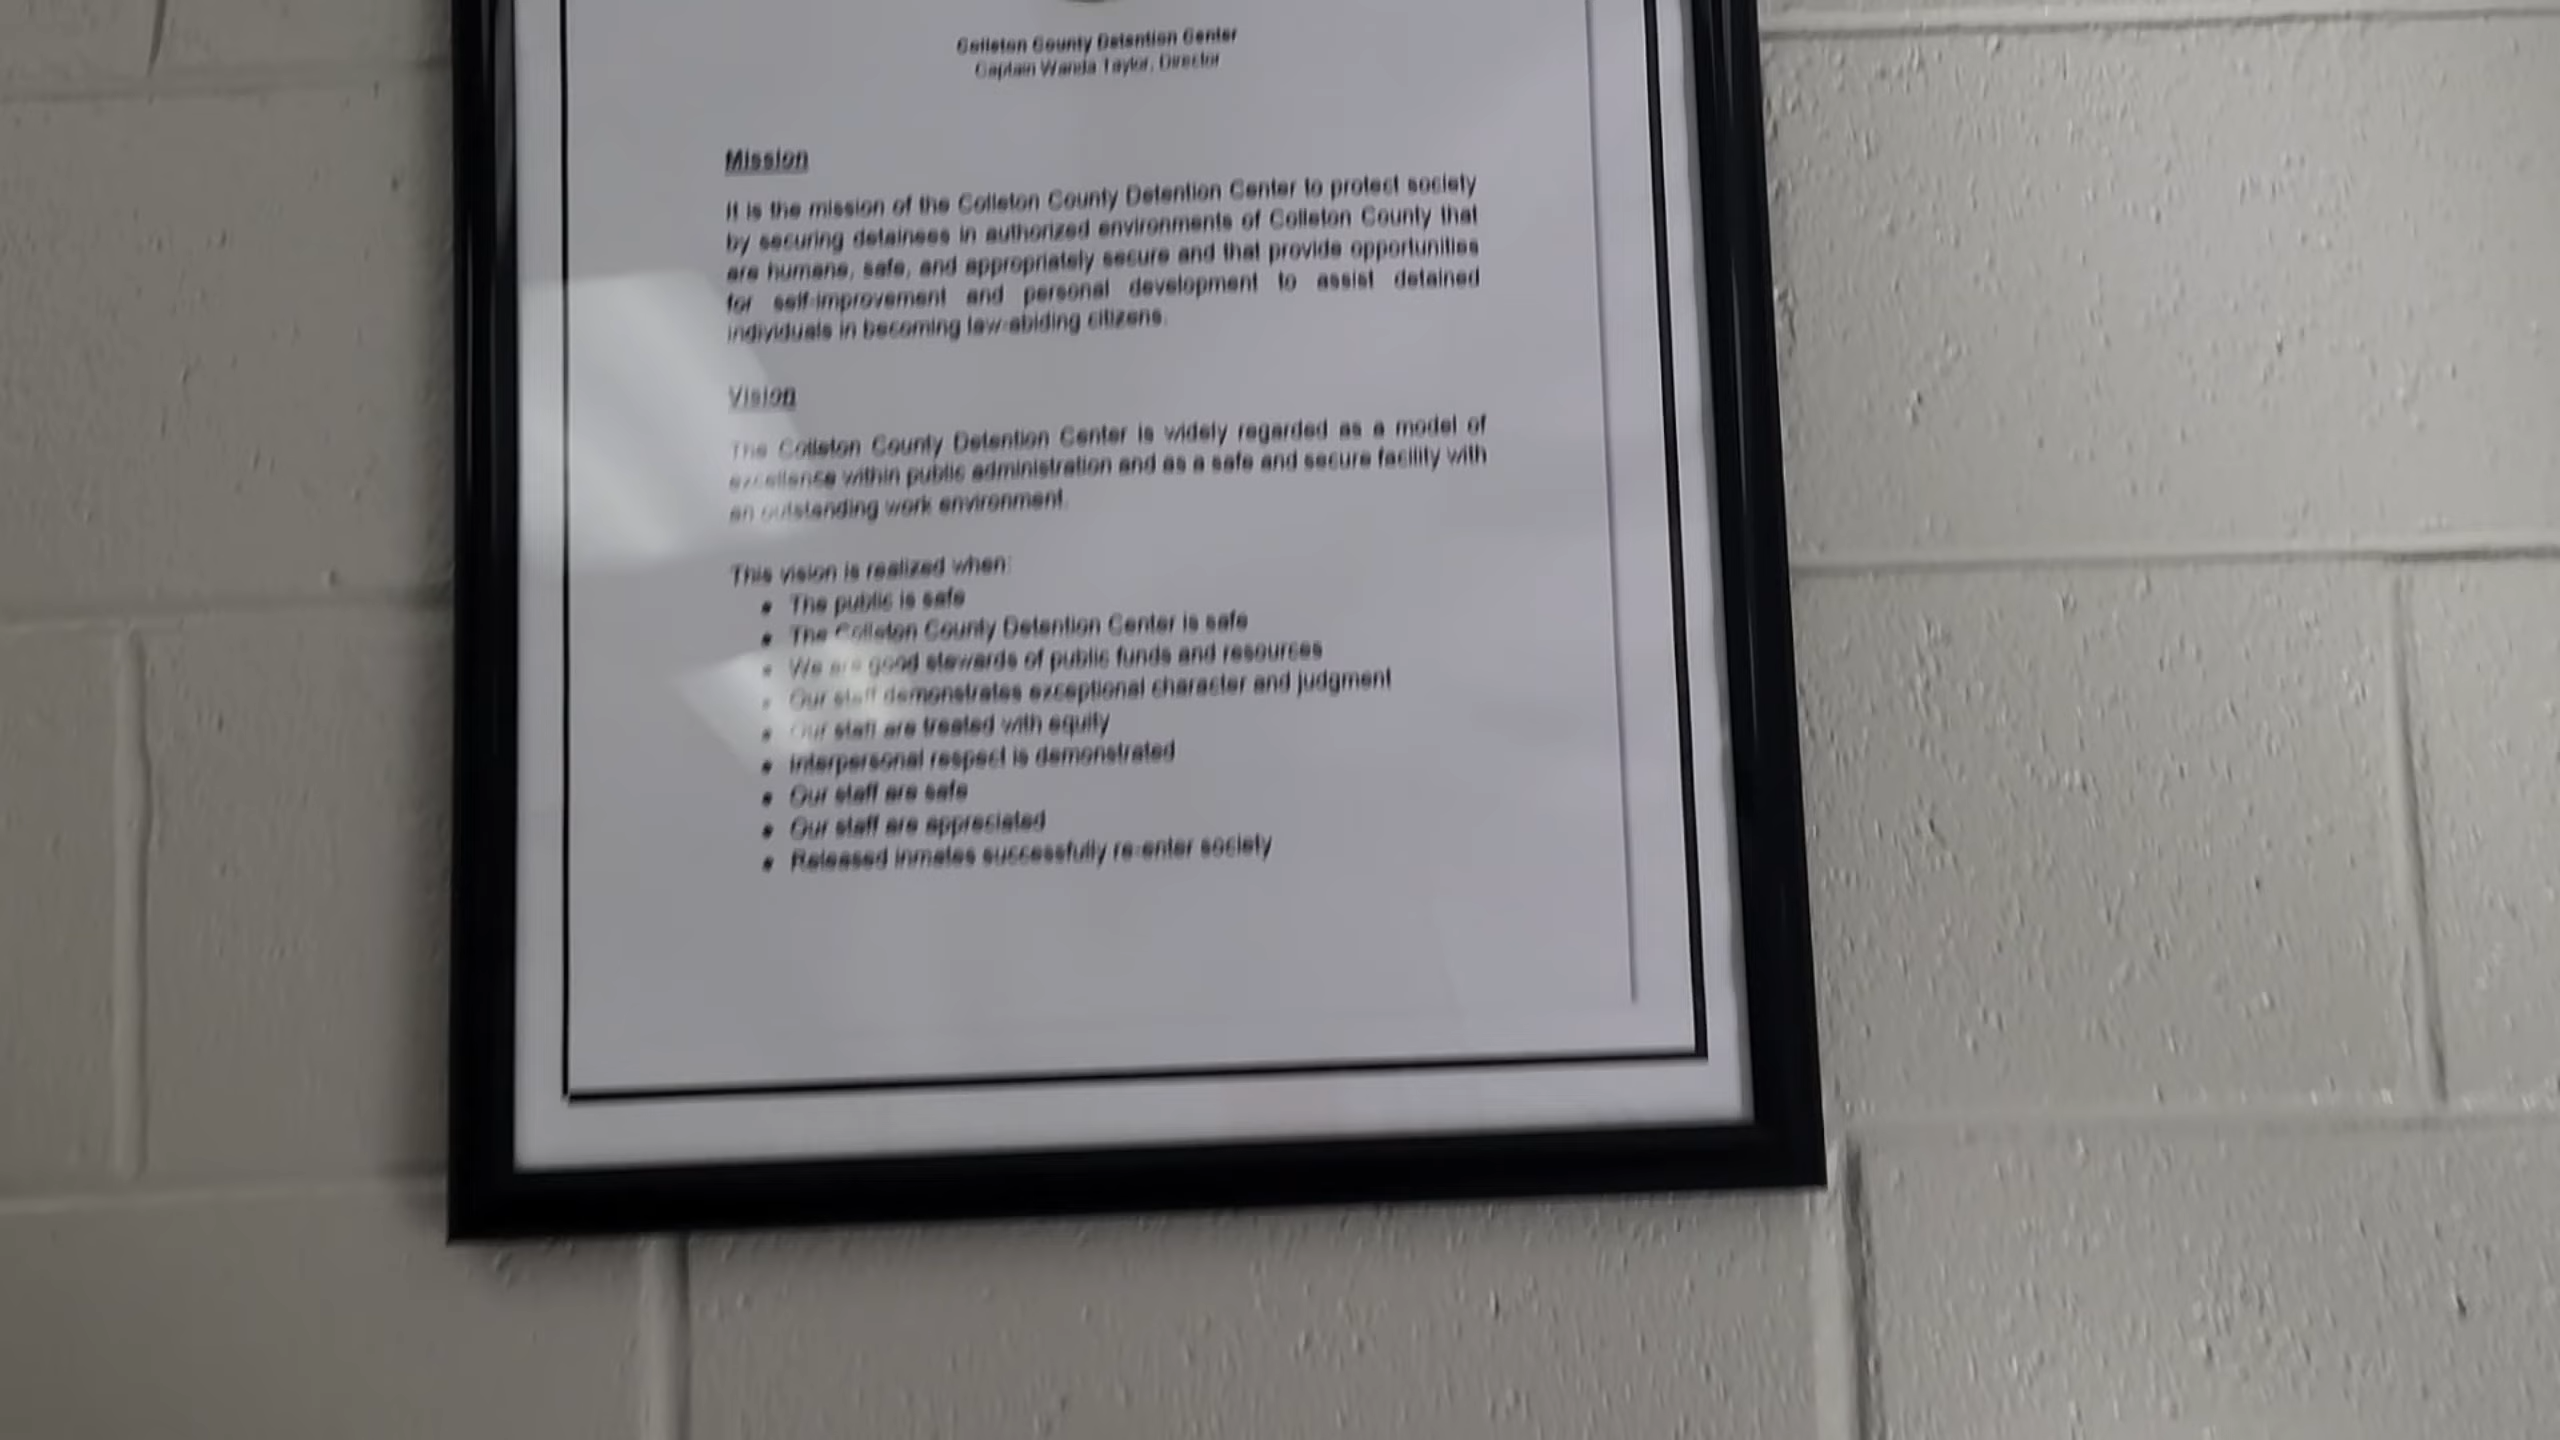 Colleton County Detention Center
Captain Wanda Taylor, Director
Mission
It is the mission of the Colleton County Detention Center to protect society
by securing detainees in authorized environments of Colleton County that
are humane, safe, and appropriately secure and that provide opportunities
for self-improvement and personal development to assist detained
individuals in becoming law-abiding citizens.
Vision
The Colleton County Detention Center is widely regarded as a model of
excellence within public administration and as a safe and secure facility with
an outstanding work environment.
This vision is realized when:
• The public is safe
• The Colleton County Detention Center is safe
• We are good stewards of public funds and resources
• Our staff demonstrates exceptional character and judgment
• Our staff are treated with equity
• Interpersonal respect is demonstrated
• Our staff are safe
• Our staff are appreciated
• Released inmates successfully re-enter society